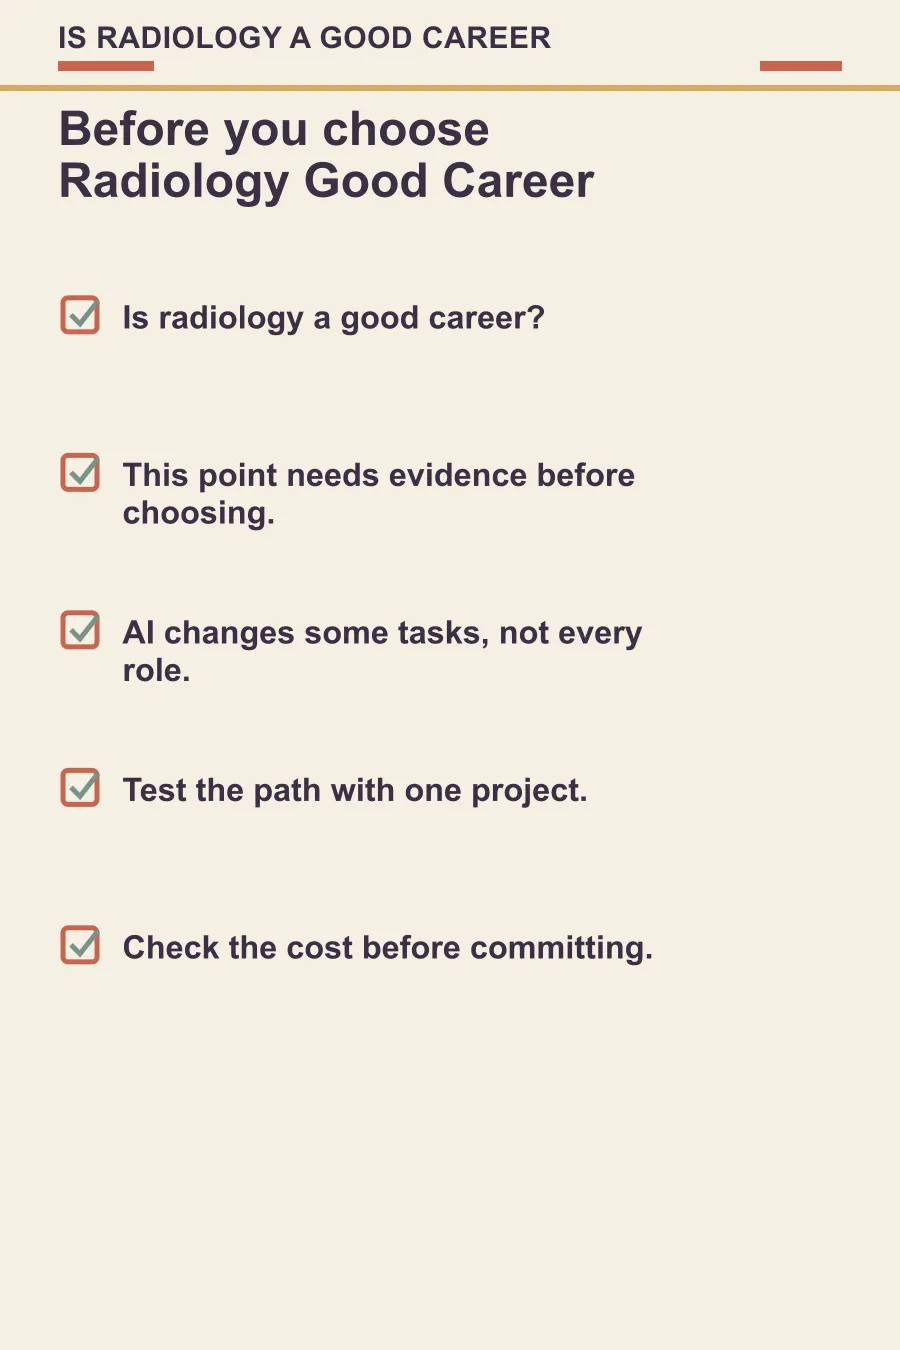 IS RADIOLOGY A GOOD CAREER
Before you choose
Radiology Good Career
Is radiology a good career?
This point needs evidence before
choosing.
AI changes some tasks, not every
role.
Test the path with one project.
Check the cost before committing.